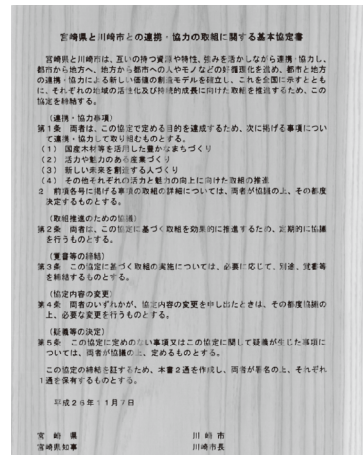 宮崎県と川崎市との連携・協力の取組に関する基本協定書
宮崎県と川崎市は、互いの持つ資源や特性、強みを活かしながら連携・協力し、
都市から地方へ、地方から都市への人やモノなどの好循環化を進め、都市と地方
の連携・協力による新しい価値の創造モデルを確立し、これを全国に示すととも
に、それぞれの地域の活性化及び持続的成長に向けた取組を推進するため、この
協定を締結する。
（連携・協力事項）
第1条 両者は、この協定で定める目的を達成するため、次に掲げる事項につい
て連携・協力して取り組むものとする。
(1) 国産木材等を活用した豊かなまちづくり
(2) 活力や魅力のある産業づくり
(3) 新しい未来を創造する人づくり
(4) その他それぞれの活力と魅力の向上に向けた取組の推進
2 前項各号に掲げる事項の取組の詳細については、両者が協議の上、その都度
決定するものとする。
（取組推進のための協議）
第2条 両者は、この協定に基づく取組を効果的に推進するため、定期的に協議
を行うものとする。
（覚書等の締結）
第3条 この協定に基づく取組の実施については、必要に応じて、別途、覚書等
を締結するものとする。
（協定内容の変更）
第4条 両者のいずれかが、協定内容の変更を申し出たときは、その都度協議の
上、必要な変更を行うものとする。
（疑義等の決定）
第5条 この協定に定めのない事項又はこの協定に関して疑義が生じた事項に
ついては、両者が協議の上、定めるものとする。
この協定の締結を証するため、本書2通を作成し、両者が署名の上、それぞれ
1通を保有するものとする。
平成26年11月7日
宮崎県 川崎市
宮崎県知事 川崎市長